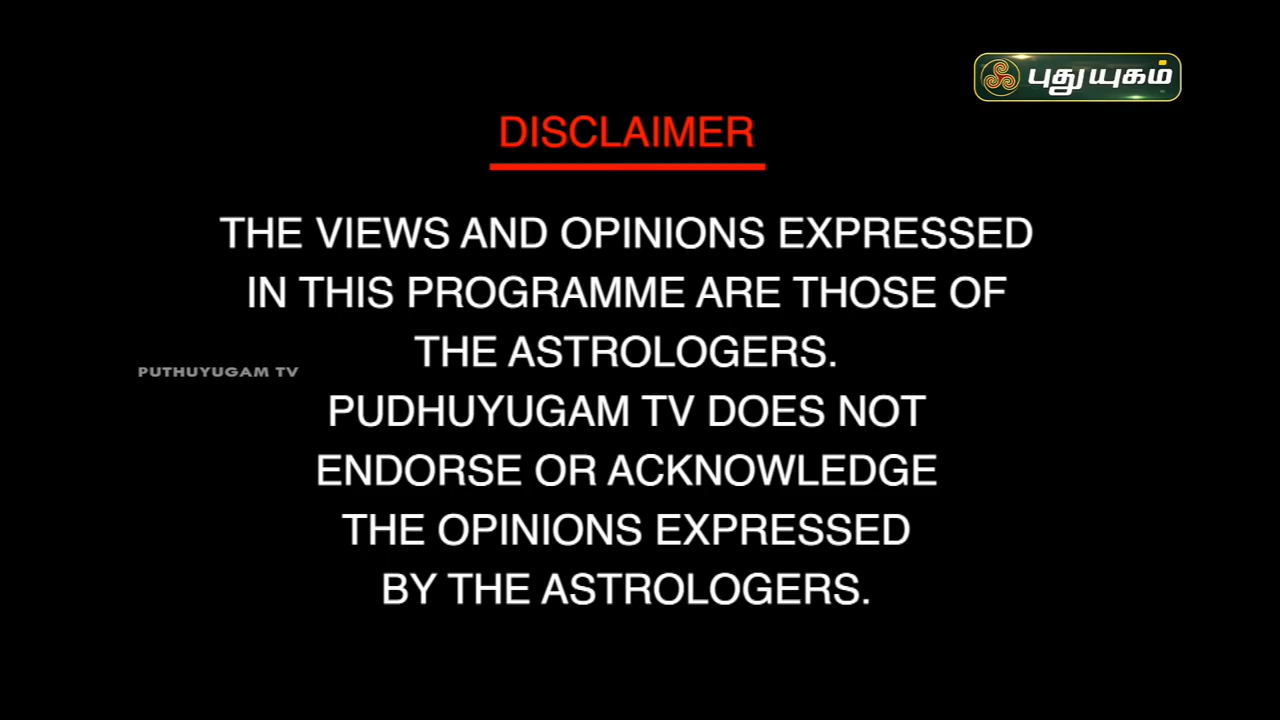 புதுயுகம்
DISCLAIMER
THE VIEWS AND OPINIONS EXPRESSED
IN THIS PROGRAMME ARE THOSE OF
THE ASTROLOGERS.
PUTHUYUGAM TV
PUDHUYUGAM TV DOES NOT
ENDORSE OR ACKNOWLEDGE
THE OPINIONS EXPRESSED
BY THE ASTROLOGERS.